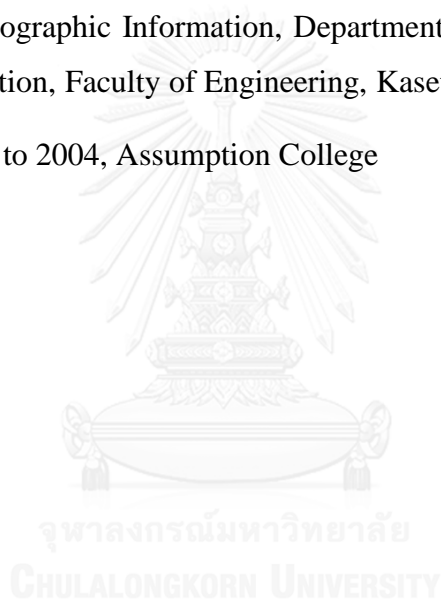 ographic Information, Department
tion, Faculty of Engineering, Kase
to 2004, Assumption College
จุฬาลงกรณ์มหาวิทยาลัย
CHULALONGKORN UNIVERSITY